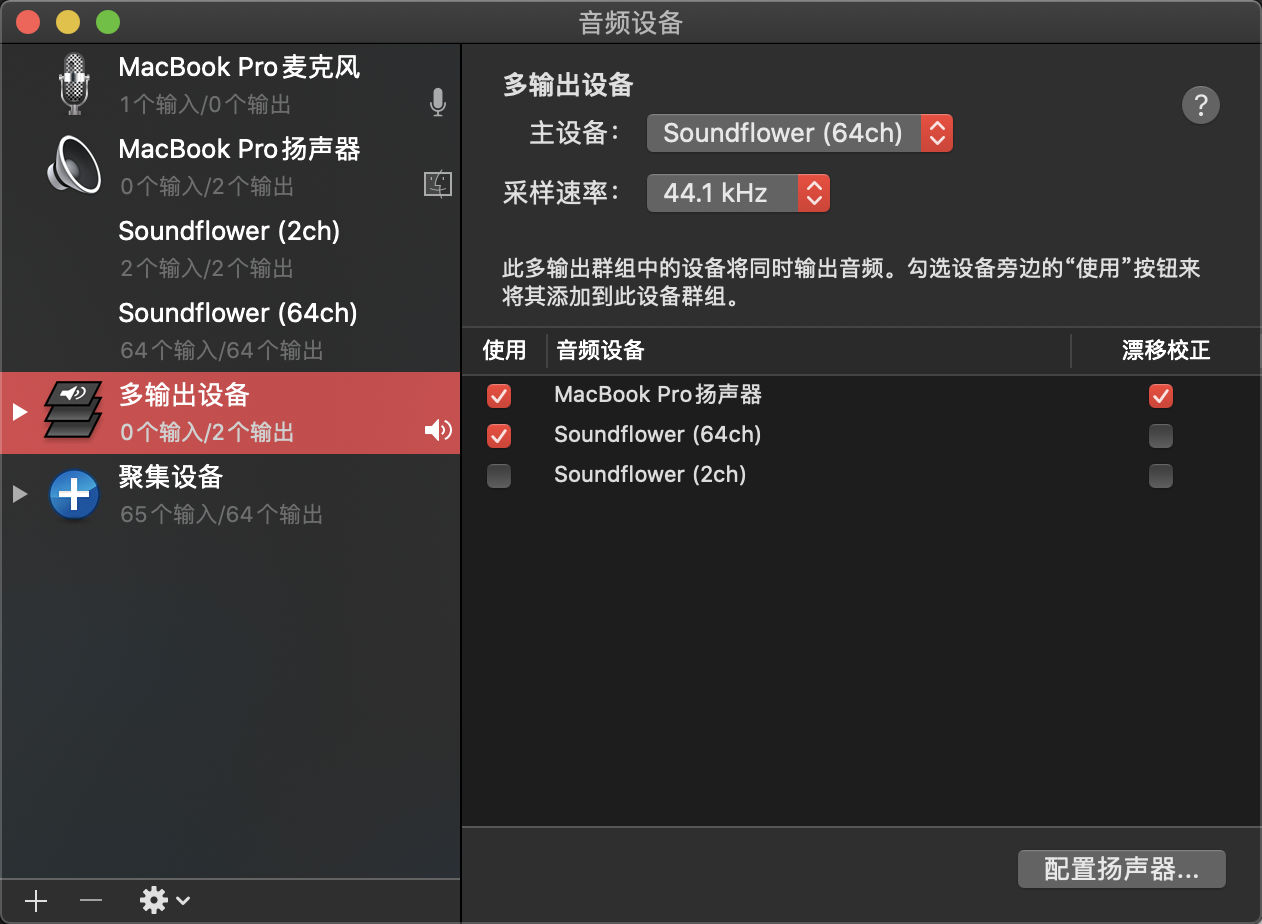 音频设备
MacBook Pro麦克风
1个输入/0个输出
MacBook Pro扬声器
0个输入/2个输出
Soundflower (2ch)
2个输入/2个输出
Soundflower (64ch)
64个输入/64个输出
多输出设备
0个输入/2个输出
聚集设备
65个输入/64个输出
多输出设备
?
主设备: Soundflower (64ch)
采样速率: 44.1 kHz
此多输出群组中的设备将同时输出音频。勾选设备旁边的“使用”按钮来
将其添加到此设备群组。
使用 音频设备 漂移校正
MacBook Pro扬声器
Soundflower (64ch)
Soundflower (2ch)
配置扬声器...